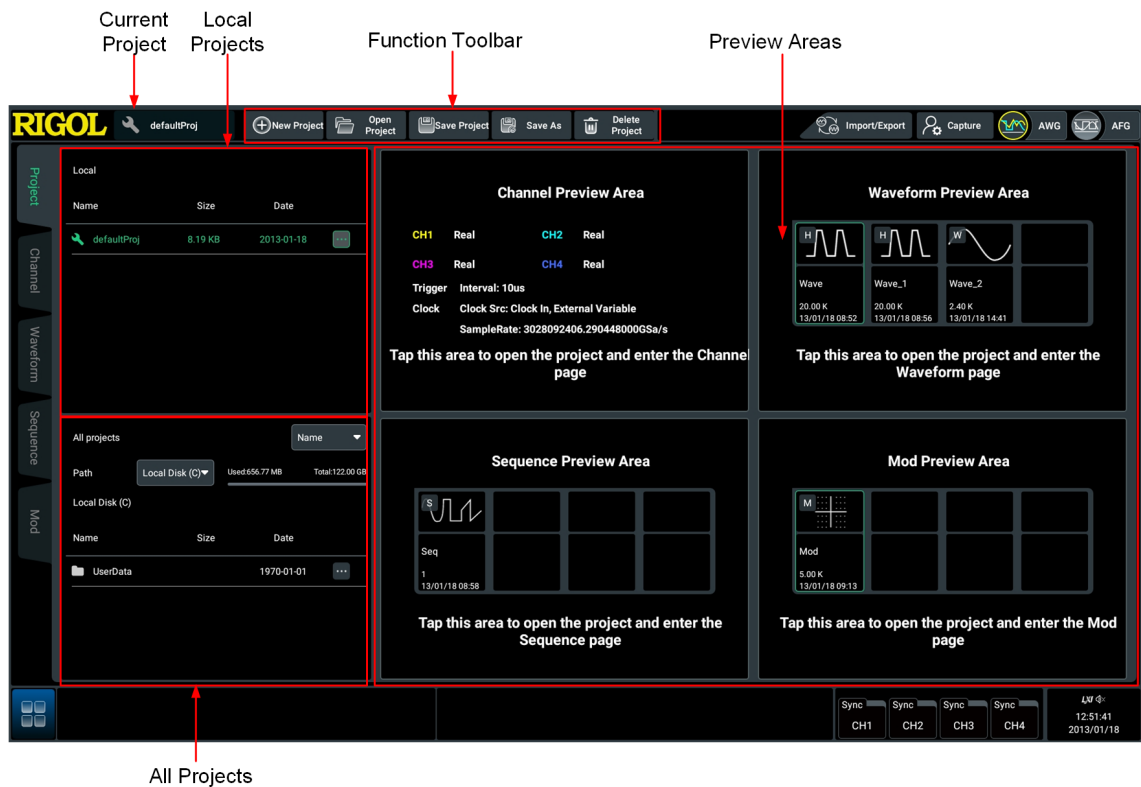 Current
Project
Local
Projects
Function Toolbar
Preview Areas
RIGOL
defaultProj
New Project
Open
Project
Save Project
Save As
Delete
Project
Import/Export
Capture
AWG
AFG
Project
Channel
Waveform
Sequence
Mod
Local
Name Size Date
defaultProj 8.19 KB 2013-01-18 ...
All projects Name
Path Local Disk (C) Used:656.77 MB Total:122.00 GB
Local Disk (C)
Name Size Date
UserData 1970-01-01 ...
Channel Preview Area
CH1 Real CH2 Real
CH3 Real CH4 Real
Trigger Interval: 10us
Clock Clock Src: Clock In, External Variable
SampleRate: 3028092406.290448000GSa/s
Tap this area to open the project and enter the Channel
page
Waveform Preview Area
H H W
Wave Wave_1 Wave_2
20.00 K 20.00 K 2.40 K
13/01/18 08:52 13/01/18 08:56 13/01/18 14:41
Tap this area to open the project and enter the
Waveform page
Sequence Preview Area
S
Seq
1
13/01/18 08:58
Tap this area to open the project and enter the
Sequence page
Mod Preview Area
M
Mod
5.00 K
13/01/18 09:13
Tap this area to open the project and enter the Mod
page
Sync Sync Sync Sync
CH1 CH2 CH3 CH4
LXI
12:51:41
2013/01/18
All Projects